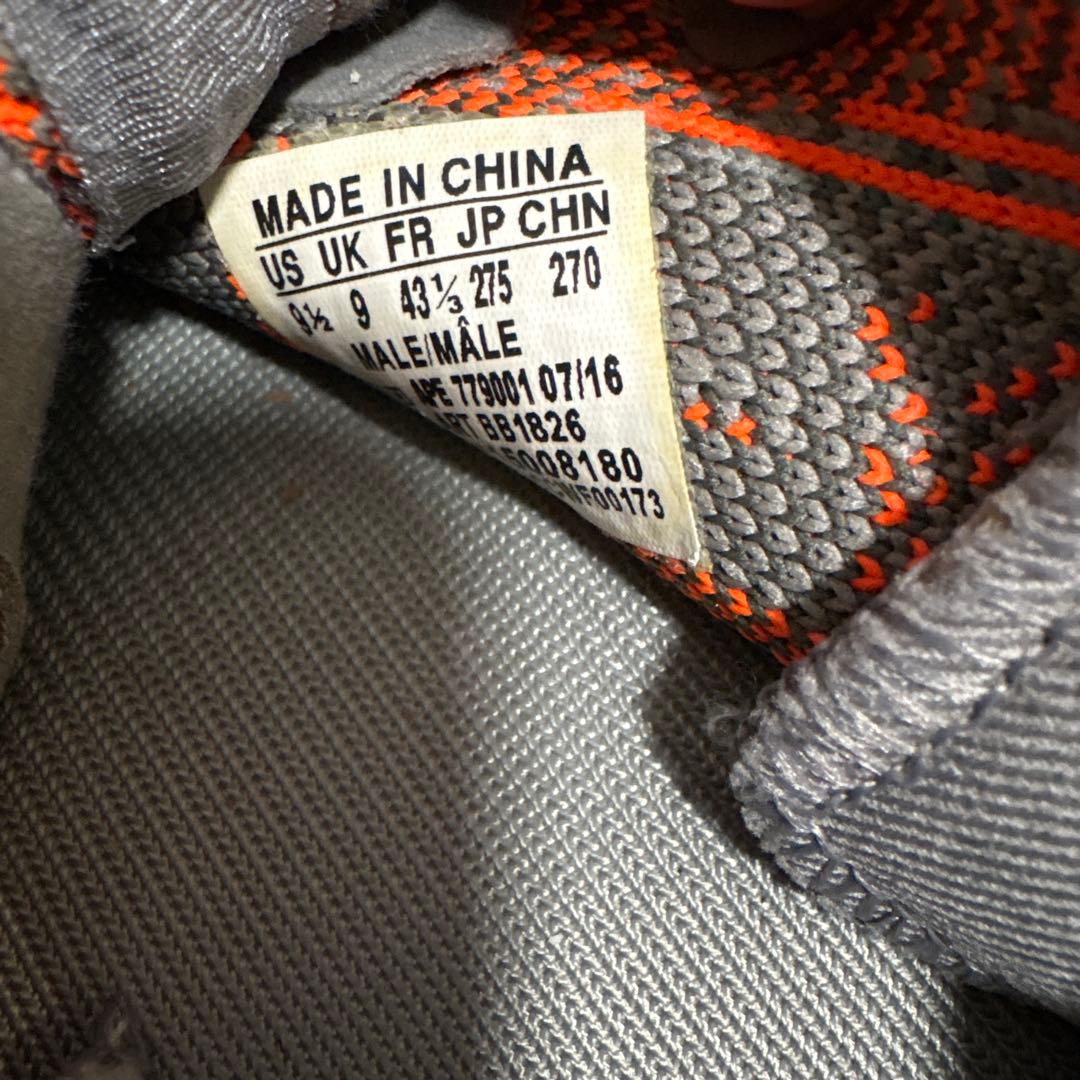 MADE IN CHINA
US UK FR JP CHN
9½ 9 43⅓ 275 270
MALE/MÂLE
APE 779001 07/16
BB1826
5008180
F00173